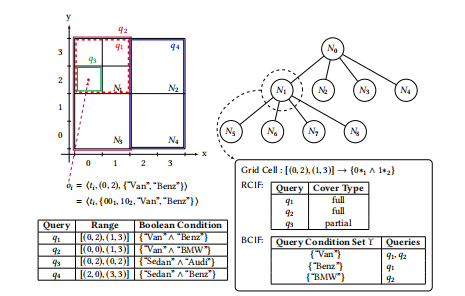 y
q₂
3
q₁
q₄
q₃
2
N₁
N₂
1
0
N₃
N₄
0
1
2
3
x
oᵢ = ⟨tᵢ, (0, 2), {"Van", "Benz"}⟩
= ⟨tᵢ, {00₁, 10₂, "Van", "Benz"}⟩
Query Range Boolean Condition
q₁ [(0, 2), (1, 3)] {"Van" ∧ "Benz"}
q₂ [(0, 0), (1, 3)] {"Van" ∧ "BMW"}
q₃ [(0, 2), (0, 2)] {"Sedan" ∧ "Audi"}
q₄ [(2, 0), (3, 3)] {"Sedan" ∧ "Benz"}
N₀
N₁ N₂ N₃ N₄
N₅ N₆ N₇ N₈
Grid Cell : [(0, 2), (1, 3)] → {0*₁ ∧ 1*₂}
RCIF:
Query Cover Type
q₁ full
q₂ full
q₃ partial
BCIF:
Query Condition Set Υ Queries
{"Van"} q₁, q₂
{"Benz"} q₁
{"BMW"} q₂